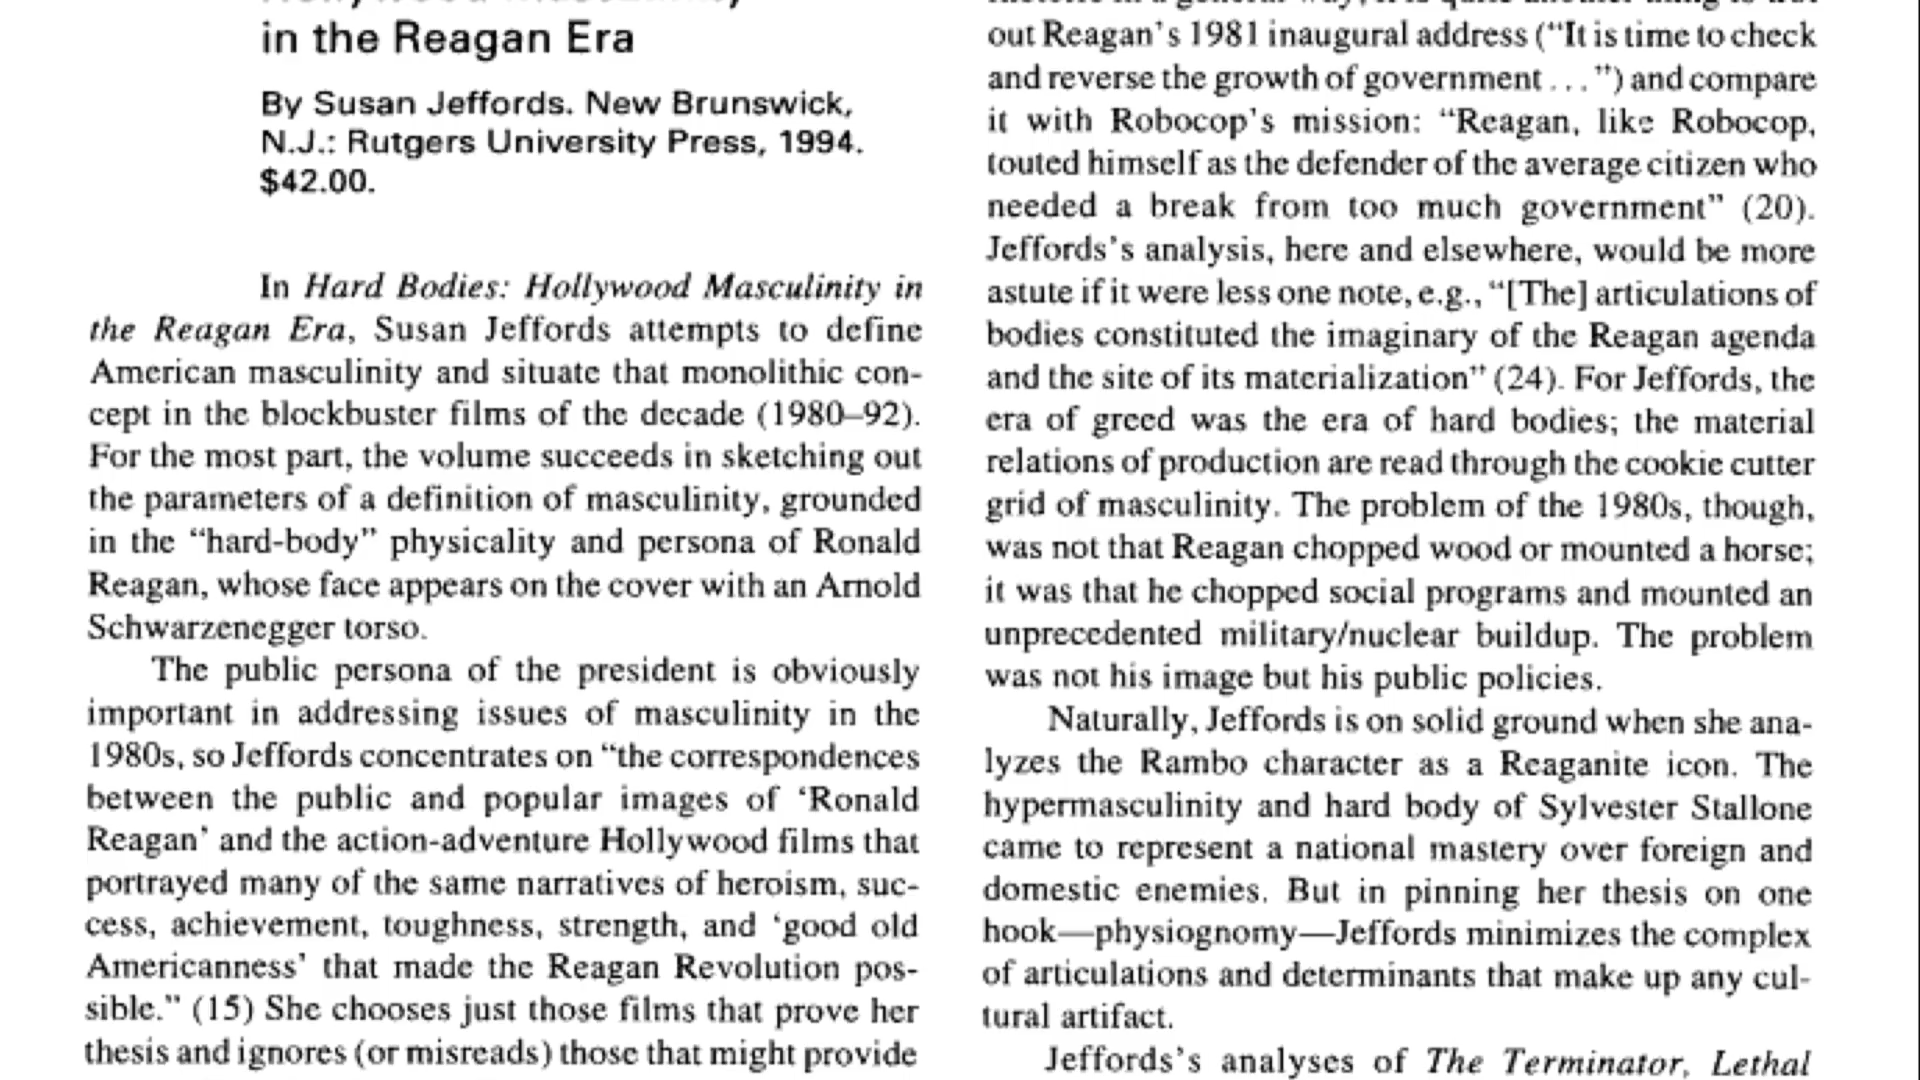 in the Reagan Era
By Susan Jeffords. New Brunswick,
N.J.: Rutgers University Press, 1994.
$42.00.
In Hard Bodies: Hollywood Masculinity in
the Reagan Era, Susan Jeffords attempts to define
American masculinity and situate that monolithic con-
cept in the blockbuster films of the decade (1980–92).
For the most part, the volume succeeds in sketching out
the parameters of a definition of masculinity, grounded
in the “hard-body” physicality and persona of Ronald
Reagan, whose face appears on the cover with an Arnold
Schwarzenegger torso.
The public persona of the president is obviously
important in addressing issues of masculinity in the
1980s, so Jeffords concentrates on “the correspondences
between the public and popular images of ‘Ronald
Reagan’ and the action-adventure Hollywood films that
portrayed many of the same narratives of heroism, suc-
cess, achievement, toughness, strength, and ‘good old
Americanness’ that made the Reagan Revolution pos-
sible.” (15) She chooses just those films that prove her
thesis and ignores (or misreads) those that might provide
out Reagan’s 1981 inaugural address (“It is time to check
and reverse the growth of government . . . ”) and compare
it with Robocop’s mission: “Reagan, like Robocop,
touted himself as the defender of the average citizen who
needed a break from too much government” (20).
Jeffords’s analysis, here and elsewhere, would be more
astute if it were less one note, e.g., “[The] articulations of
bodies constituted the imaginary of the Reagan agenda
and the site of its materialization” (24). For Jeffords, the
era of greed was the era of hard bodies; the material
relations of production are read through the cookie cutter
grid of masculinity. The problem of the 1980s, though,
was not that Reagan chopped wood or mounted a horse;
it was that he chopped social programs and mounted an
unprecedented military/nuclear buildup. The problem
was not his image but his public policies.
Naturally, Jeffords is on solid ground when she ana-
lyzes the Rambo character as a Reaganite icon. The
hypermasculinity and hard body of Sylvester Stallone
came to represent a national mastery over foreign and
domestic enemies. But in pinning her thesis on one
hook—physiognomy—Jeffords minimizes the complex
of articulations and determinants that make up any cul-
tural artifact.
Jeffords’s analyses of The Terminator, Lethal